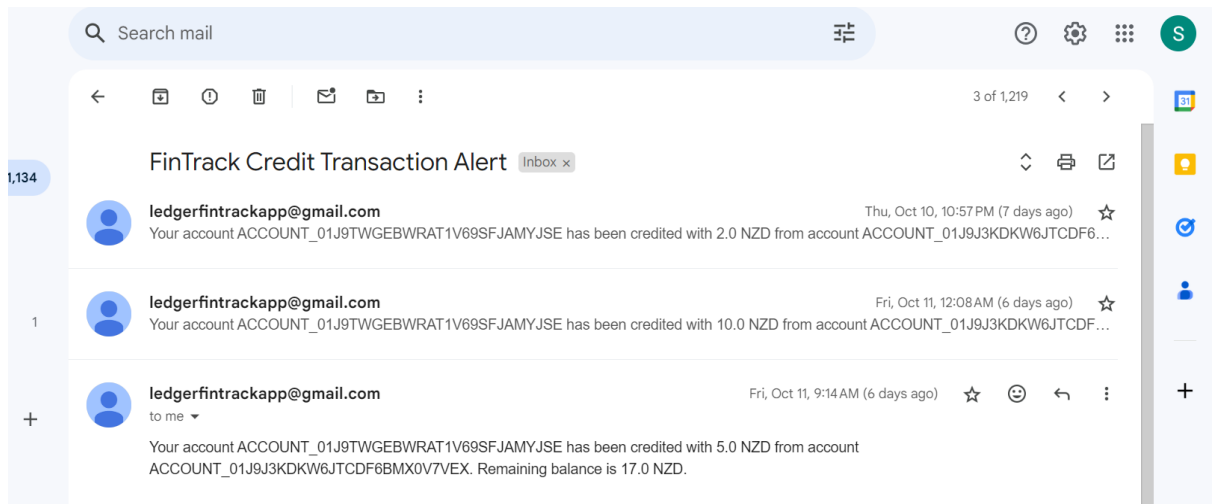 Search mail
S
3 of 1,219
31
1,134
FinTrack Credit Transaction Alert Inbox ×
ledgerfintrackapp@gmail.com Thu, Oct 10, 10:57 PM (7 days ago)
Your account ACCOUNT_01J9TWGEBWRAT1V69SFJAMYJSE has been credited with 2.0 NZD from account ACCOUNT_01J9J3KDKW6JTCDF6…
ledgerfintrackapp@gmail.com Fri, Oct 11, 12:08 AM (6 days ago)
1
Your account ACCOUNT_01J9TWGEBWRAT1V69SFJAMYJSE has been credited with 10.0 NZD from account ACCOUNT_01J9J3KDKW6JTCDF…
ledgerfintrackapp@gmail.com Fri, Oct 11, 9:14 AM (6 days ago)
to me
Your account ACCOUNT_01J9TWGEBWRAT1V69SFJAMYJSE has been credited with 5.0 NZD from account
ACCOUNT_01J9J3KDKW6JTCDF6BMX0V7VEX. Remaining balance is 17.0 NZD.